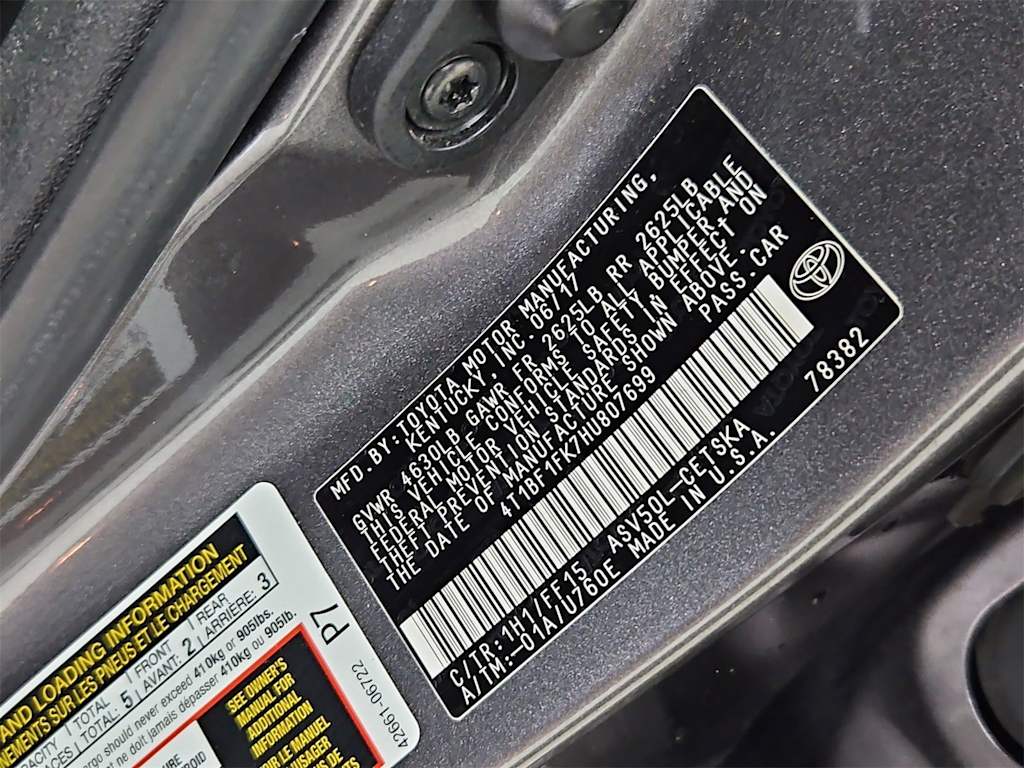 MFD.BY:TOYOTA MOTOR MANUFACTURING,
KENTUCKY,INC. 06/17
GVWR 4630LB GAWR FR 2625LB RR 2625LB
THIS VEHICLE CONFORMS TO ALL APPLICABLE
FEDERAL MOTOR VEHICLE SAFETY,BUMPER,AND
THEFT PREVENTION STANDARDS IN EFFECT ON
THE DATE OF MANUFACTURE SHOWN ABOVE.
4T1BF1FK7HU807699 PASS.CAR
C/TR:1H1/FF15 ASV50L-CETSKA
A/TM:-01A/U760E MADE IN U.S.A.
78382
AND LOADING INFORMATION
NEMENTS SUR LES PNEUS ET LE CHARGEMENT
TOTAL 5 FRONT 2 REAR 3
TOTAL: AVANT: ARRIÈRE:
should never exceed 410kg or 905lbs.
ne doit jamais dépasser 410kg ou 905lb.
SEE OWNER'S
MANUAL FOR
ADDITIONAL
INFORMATION
LE MANUEL
USAGER
P7
42661-06722